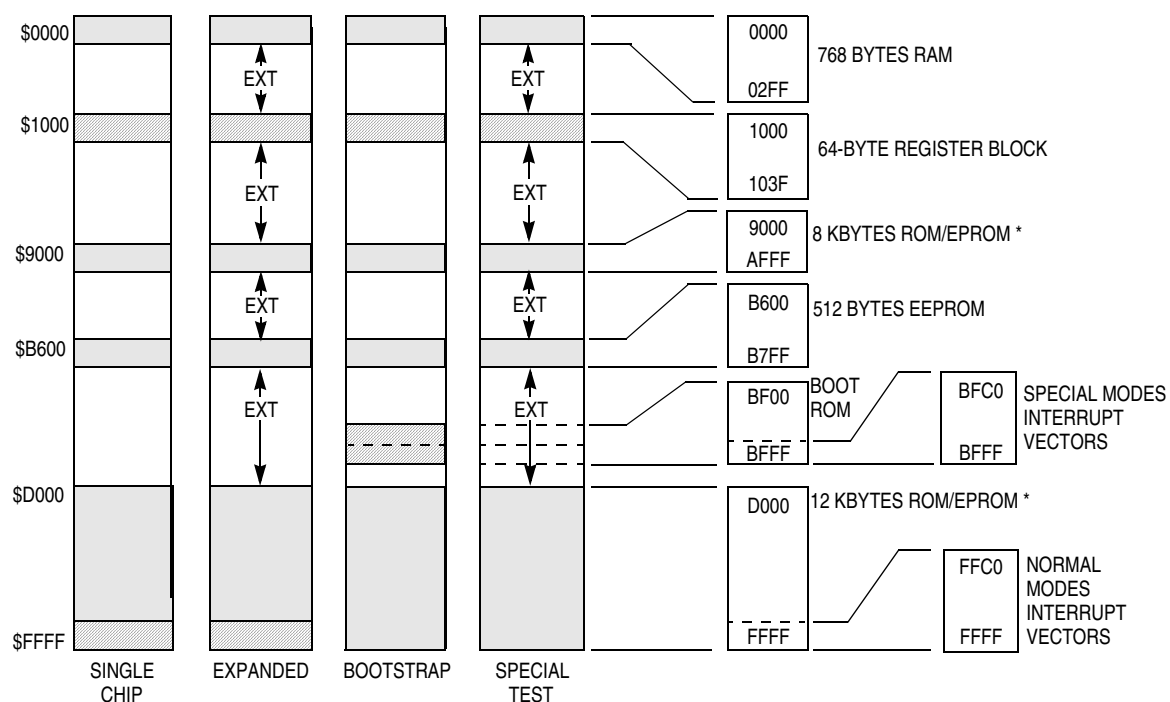 $0000
$1000
$9000
$B600
$D000
$FFFF
EXT
EXT
EXT
EXT
EXT
EXT
EXT
EXT
SINGLE
CHIP
EXPANDED
BOOTSTRAP
SPECIAL
TEST
0000
02FF
768 BYTES RAM
1000
103F
64-BYTE REGISTER BLOCK
9000
AFFF
8 KBYTES ROM/EPROM *
B600
B7FF
512 BYTES EEPROM
BF00
BFFF
BOOT
ROM
BFC0
BFFF
SPECIAL MODES
INTERRUPT
VECTORS
D000
FFFF
12 KBYTES ROM/EPROM *
FFC0
FFFF
NORMAL
MODES
INTERRUPT
VECTORS